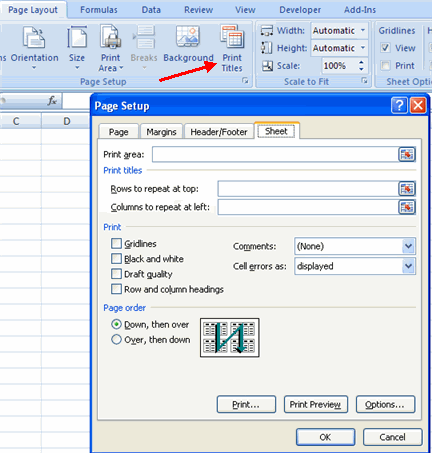 Page Layout Formulas Data Review View Developer Add-Ins
Orientation Size Print Area Breaks Background Print Titles
Width: Automatic
Height: Automatic
Scale: 100%
Gridlines
View
Print
Page Setup Scale to Fit Sheet Optio
fx
C D
Page Setup
Page Margins Header/Footer Sheet
Print area:
Print titles
Rows to repeat at top:
Columns to repeat at left:
Print
Gridlines Comments: (None)
Black and white Cell errors as: displayed
Draft quality
Row and column headings
Page order
Down, then over
Over, then down
Print... Print Preview Options...
OK Cancel